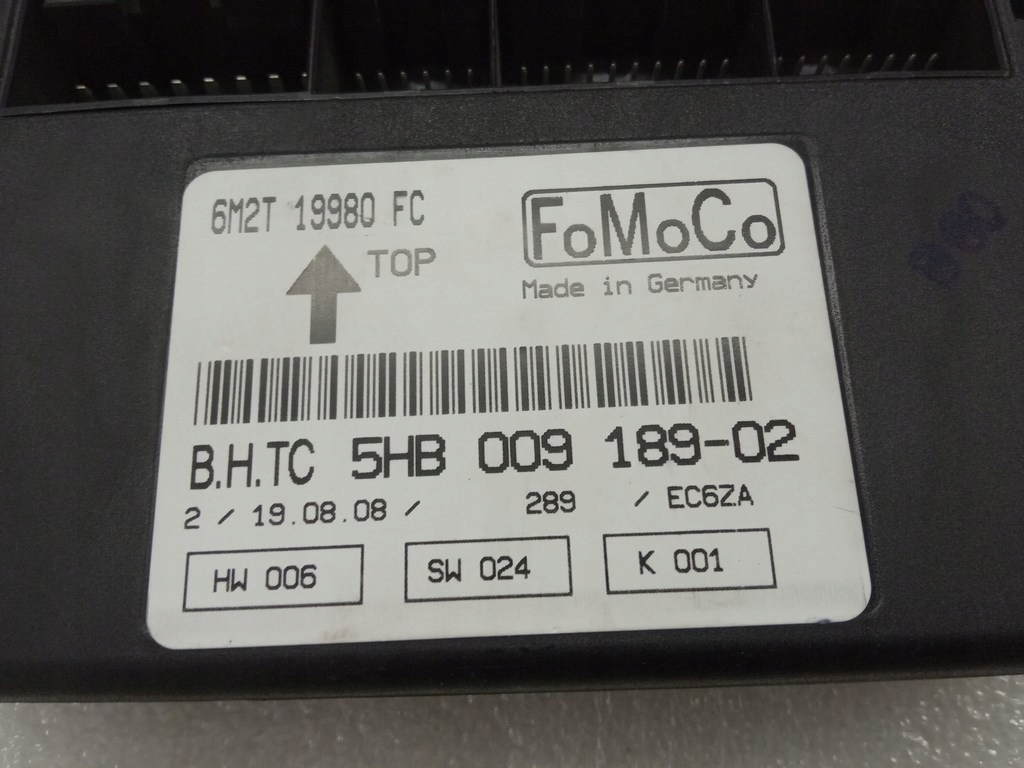 6M2T 19980 FC
FoMoCo
TOP
Made in Germany
B.H.TC 5HB 009 189-02
2 / 19.08.08 / 289 / EC6ZA
HW 006 SW 024 K 001